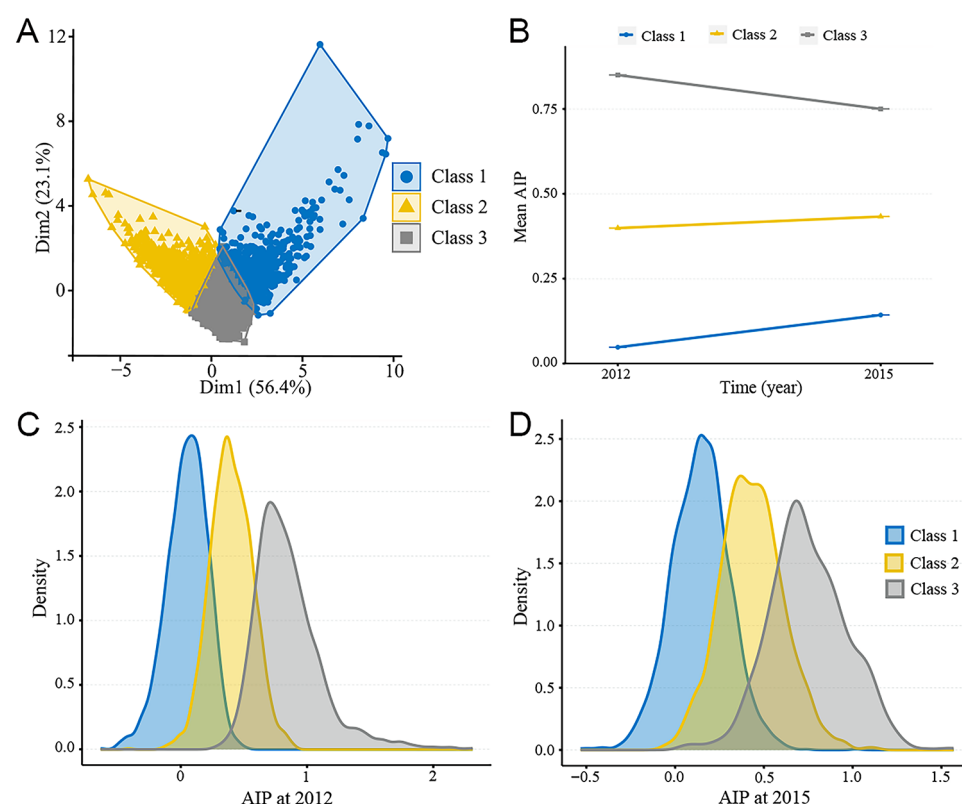 A
12
8
4
0
Dim2 (23.1%)
−5
0
5
10
Dim1 (56.4%)
Class 1
Class 2
Class 3
B
Class 1
Class 2
Class 3
0.75
0.50
0.25
0.00
Mean AIP
2012
2015
Time (year)
C
2.5
2.0
1.5
1.0
0.5
0.0
Density
0
1
2
AIP at 2012
D
2.5
2.0
1.5
1.0
0.5
0.0
Density
−0.5
0.0
0.5
1.0
1.5
AIP at 2015
Class 1
Class 2
Class 3